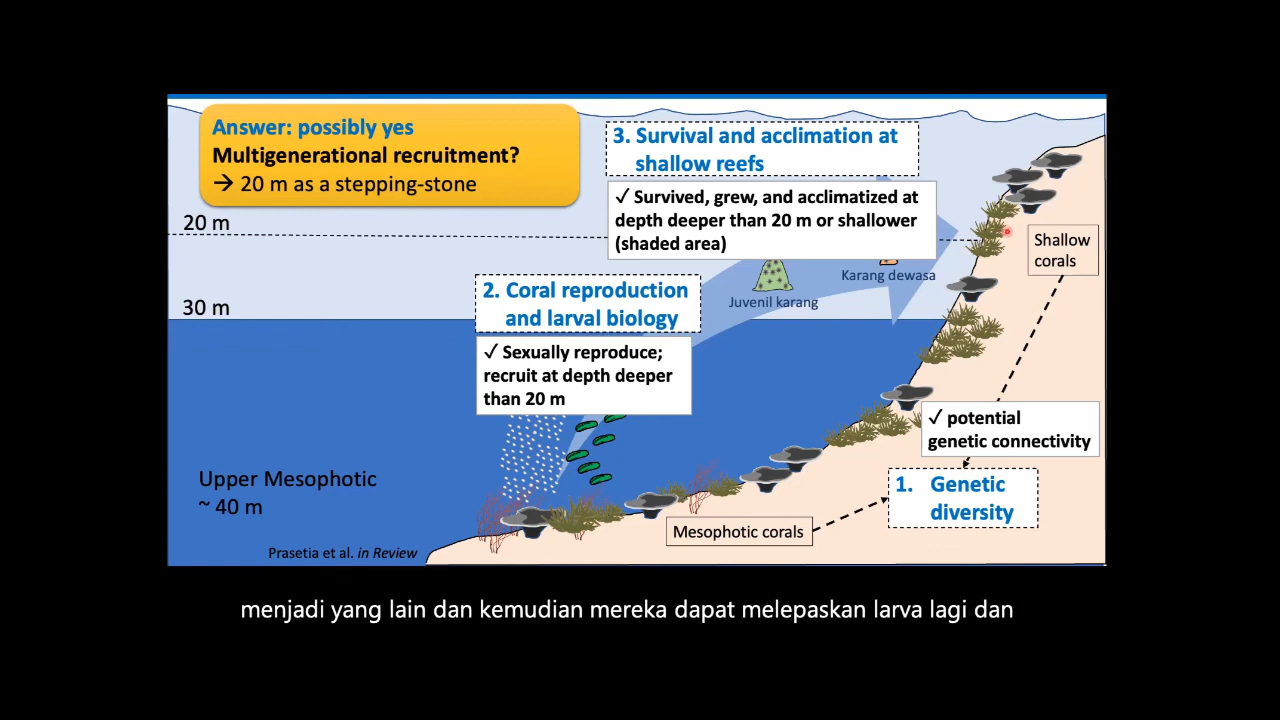 Answer: possibly yes
Multigenerational recruitment?
→ 20 m as a stepping-stone
3. Survival and acclimation at
shallow reefs
✓ Survived, grew, and acclimatized at
depth deeper than 20 m or shallower
(shaded area)
20 m
Shallow
corals
Karang dewasa
Juvenil karang
2. Coral reproduction
and larval biology
30 m
✓ Sexually reproduce;
recruit at depth deeper
than 20 m
✓ potential
genetic connectivity
Upper Mesophotic
~ 40 m
1. Genetic
diversity
Mesophotic corals
Prasetia et al. in Review
menjadi yang lain dan kemudian mereka dapat melepaskan larva lagi dan